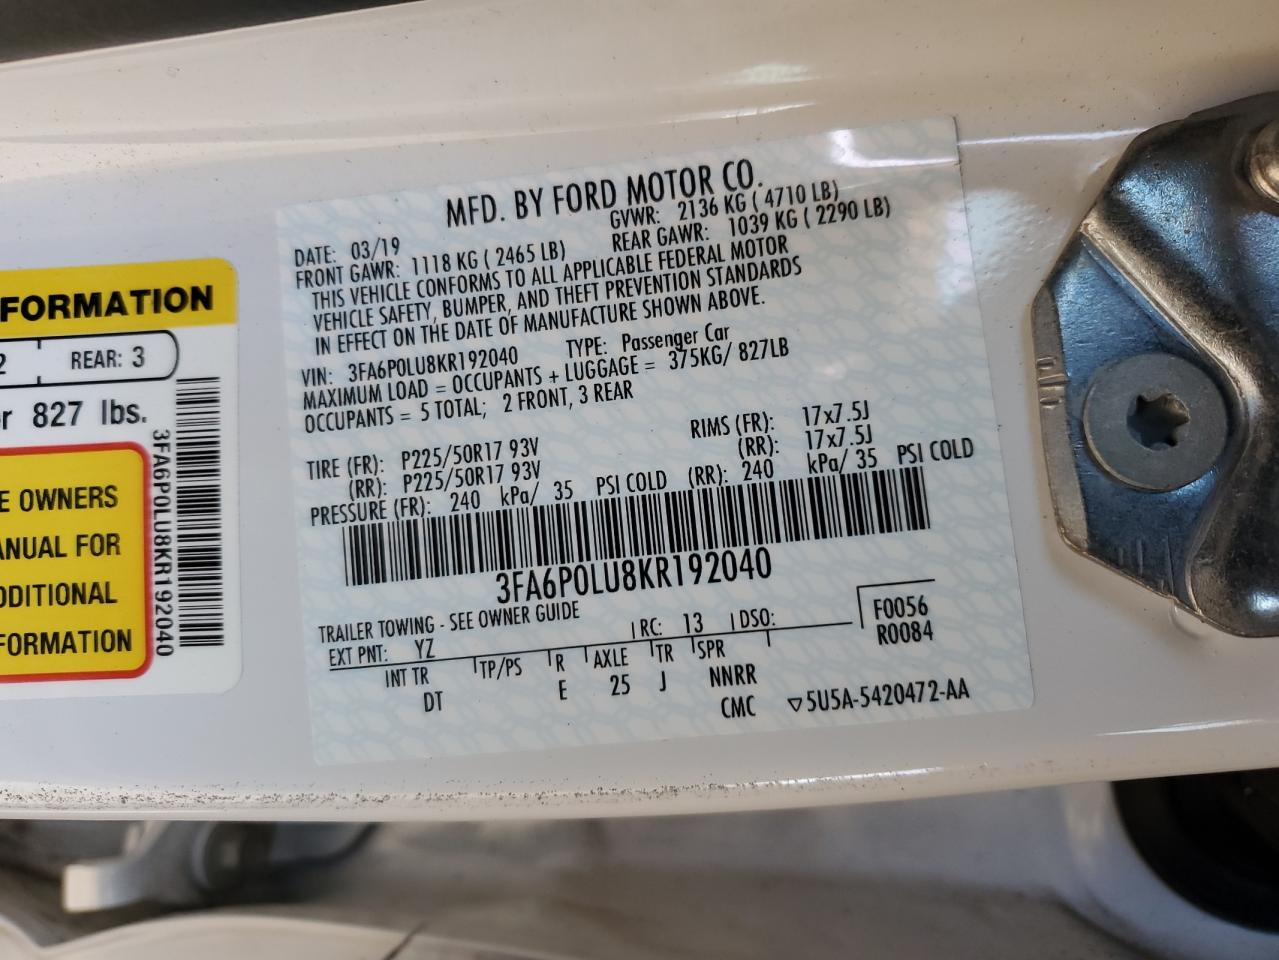 MFD. BY FORD MOTOR CO.
DATE: 03/19 GVWR: 2136 KG ( 4710 LB)
FRONT GAWR: 1118 KG ( 2465 LB) REAR GAWR: 1039 KG ( 2290 LB)
THIS VEHICLE CONFORMS TO ALL APPLICABLE FEDERAL MOTOR
VEHICLE SAFETY, BUMPER, AND THEFT PREVENTION STANDARDS
IN EFFECT ON THE DATE OF MANUFACTURE SHOWN ABOVE.
VIN: 3FA6P0LU8KR192040 TYPE: Passenger Car
MAXIMUM LOAD = OCCUPANTS + LUGGAGE = 375KG/ 827LB
OCCUPANTS = 5 TOTAL; 2 FRONT, 3 REAR
TIRE (FR): P225/50R17 93V RIMS (FR): 17x7.5J
(RR): P225/50R17 93V (RR): 17x7.5J
PRESSURE (FR): 240 kPa/ 35 PSI COLD (RR): 240 kPa/ 35 PSI COLD
3FA6P0LU8KR192040
TRAILER TOWING - SEE OWNER GUIDE
EXT PNT: YZ RC: 13 DSO: F0056
R0084
INT TR TP/PS R AXLE TR SPR
DT E 25 J NNRR
CMC ▽5U5A-5420472-AA
FORMATION
2 REAR: 3
or 827 lbs.
E OWNERS
ANUAL FOR
DDITIONAL
FORMATION
3FA6P0LU8KR192040